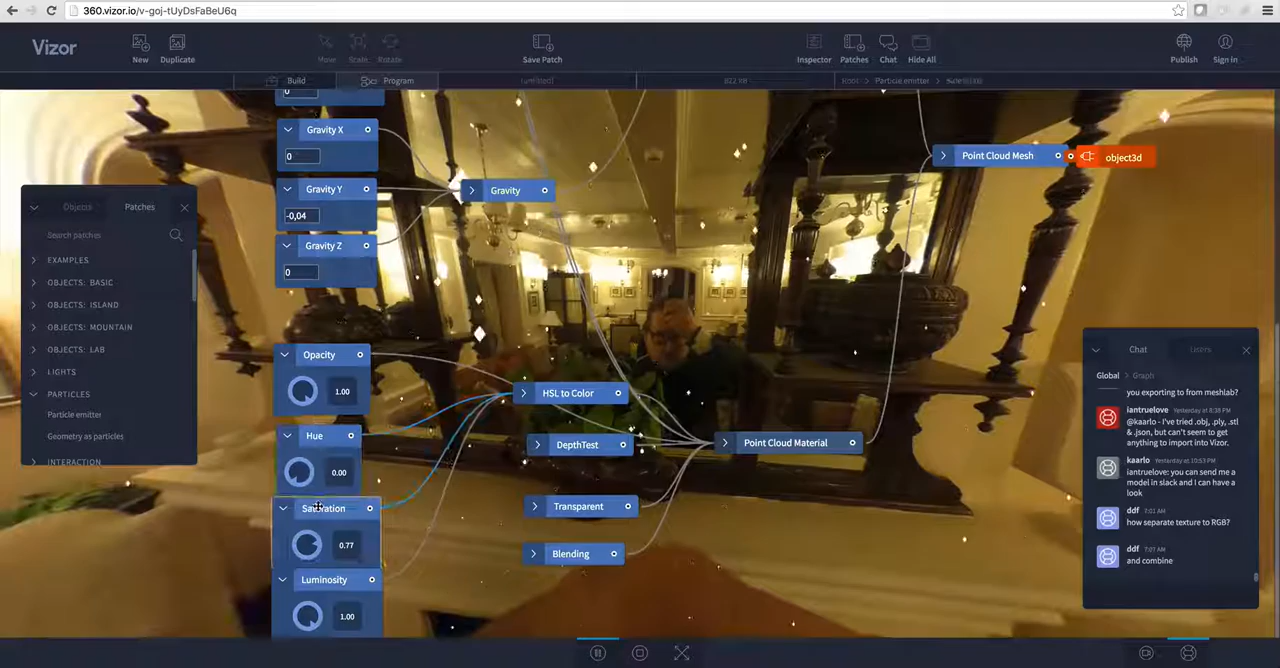 360.vizor.io/v-goj-tUyDsFaBeU6q
Vizor
New
Duplicate
Move
Scale
Rotate
Save Patch
Inspector
Patches
Chat
Hide All
Publish
Sign in
Build
Program
Root > Particle emitter >
0
Gravity X
0
Gravity Y
-0,04
Gravity Z
0
Gravity
Point Cloud Mesh
object3d
Objects
Patches
Search patches
EXAMPLES
OBJECTS: BASIC
OBJECTS: ISLAND
OBJECTS: MOUNTAIN
OBJECTS: LAB
LIGHTS
PARTICLES
Particle emitter
Geometry as particles
INTERACTION
Opacity
1.00
Hue
0.00
Saturation
0.77
Luminosity
1.00
HSL to Color
DepthTest
Transparent
Blending
Point Cloud Material
Chat
Users
Global > Graph
you exporting to from meshlab?
iantruelove Yesterday at 8:38 PM
@kaarlo - I've tried .obj, .ply, .stl
& .json, but can't seem to get
anything to import into Vizor.
kaarlo Yesterday at 10:53 PM
iantruelove: you can send me a
model in slack and I can have a
look
ddf 7:01 AM
how separate texture to RGB?
ddf 7:01 AM
and combine